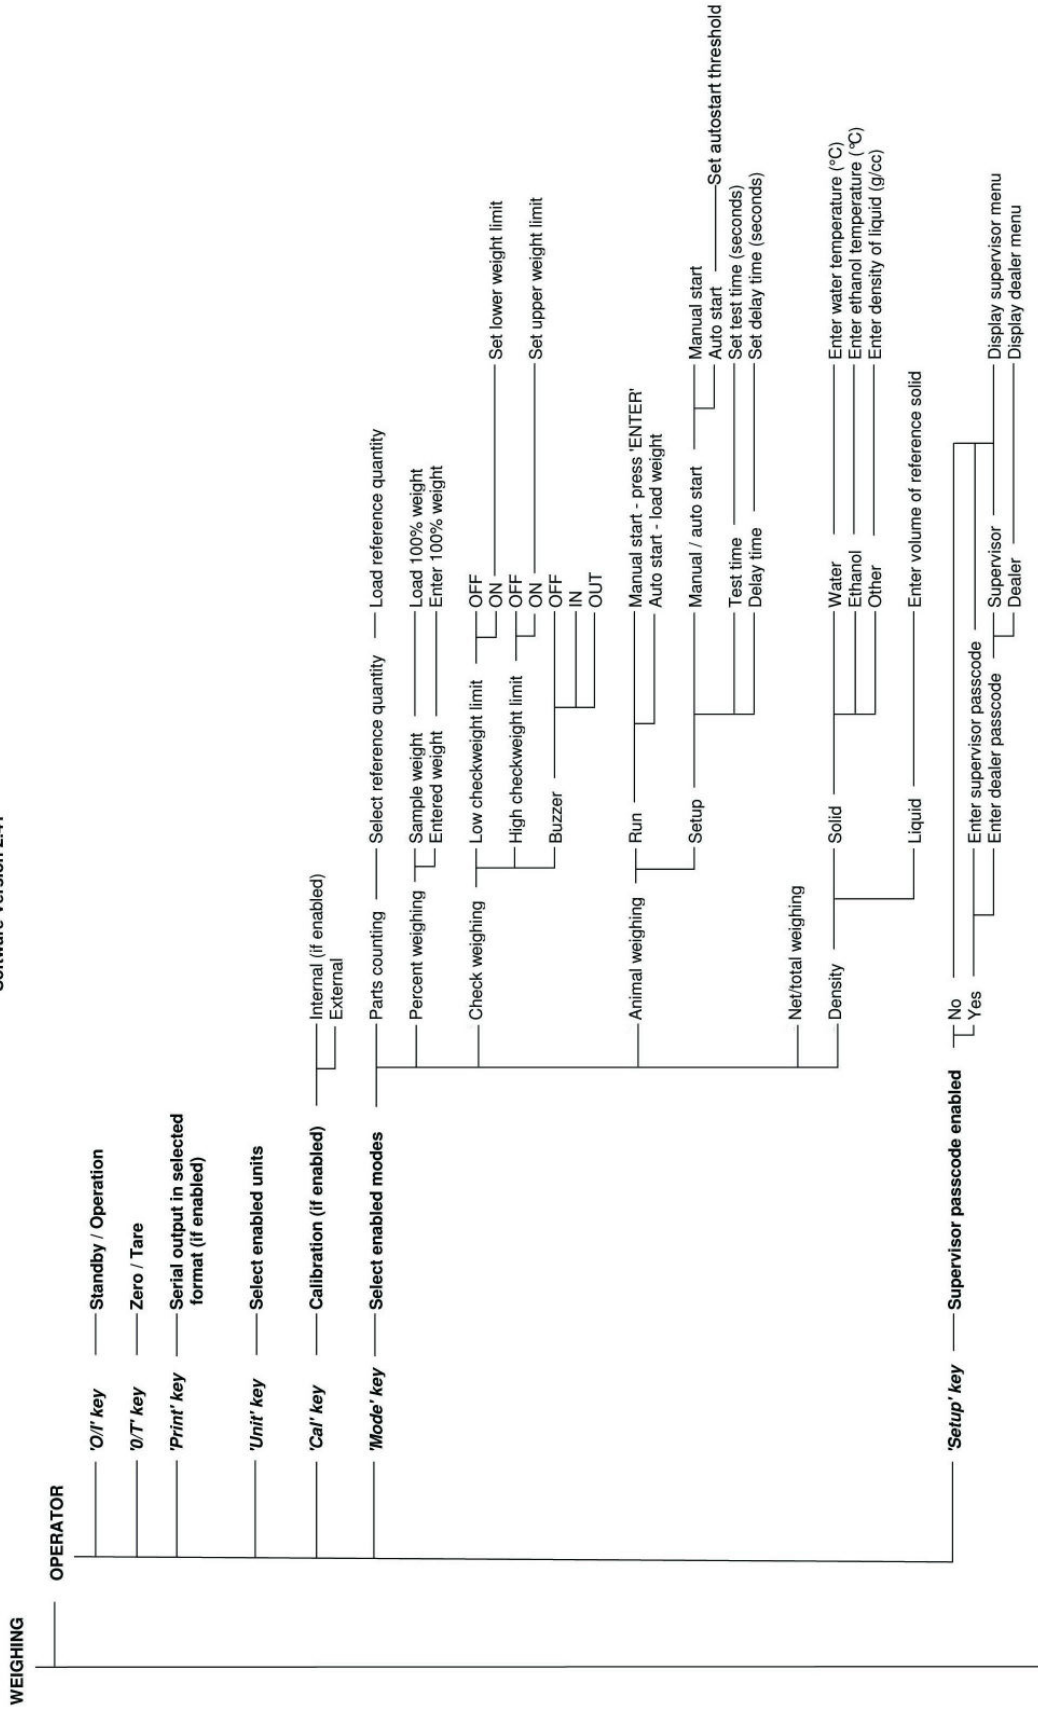 WEIGHING
OPERATOR
'O/I' key
Standby / Operation
'0/T' key
Zero / Tare
'Print' key
Serial output in selected
format (if enabled)
'Unit' key
Select enabled units
'Cal' key
Calibration (if enabled)
Internal (if enabled)
External
'Mode' key
Select enabled modes
Parts counting
Select reference quantity
Load reference quantity
Percent weighing
Sample weight
Load 100% weight
Entered weight
Enter 100% weight
Check weighing
Low checkweight limit
OFF
ON
Set lower weight limit
High checkweight limit
OFF
ON
Set upper weight limit
Buzzer
OFF
IN
OUT
Animal weighing
Run
Manual start - press 'ENTER'
Auto start - load weight
Setup
Manual / auto start
Manual start
Auto start
Set autostart threshold
Test time
Set test time (seconds)
Delay time
Set delay time (seconds)
Net/total weighing
Density
Solid
Water
Enter water temperature (°C)
Ethanol
Enter ethanol temperature (°C)
Other
Enter density of liquid (g/cc)
Liquid
Enter volume of reference solid
'Setup' key
Supervisor passcode enabled
No
Yes
Enter supervisor passcode
Enter dealer passcode
Supervisor
Display supervisor menu
Dealer
Display dealer menu